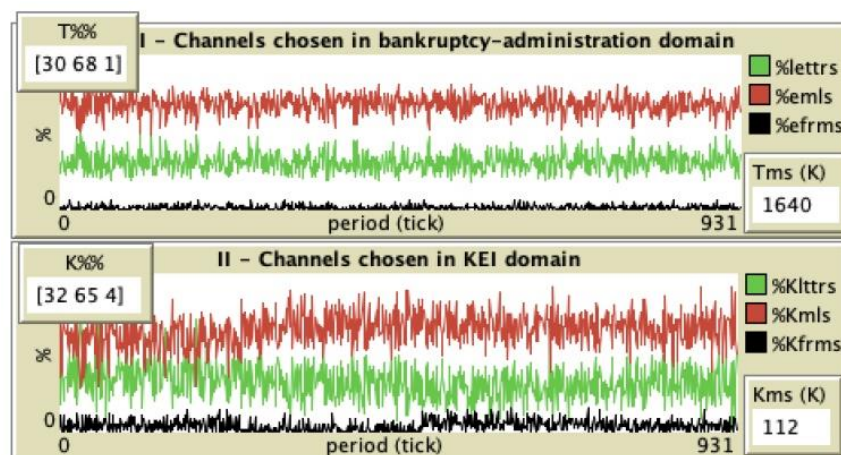 T%%
[30 68 1]
I - Channels chosen in bankruptcy-administration domain
%lettrs
%emls
%efrms
%
0
0
period (tick)
931
Tms (K)
1640
K%%
[32 65 4]
II - Channels chosen in KEI domain
%Klttrs
%Kmls
%Kfrms
%
0
0
period (tick)
931
Kms (K)
112